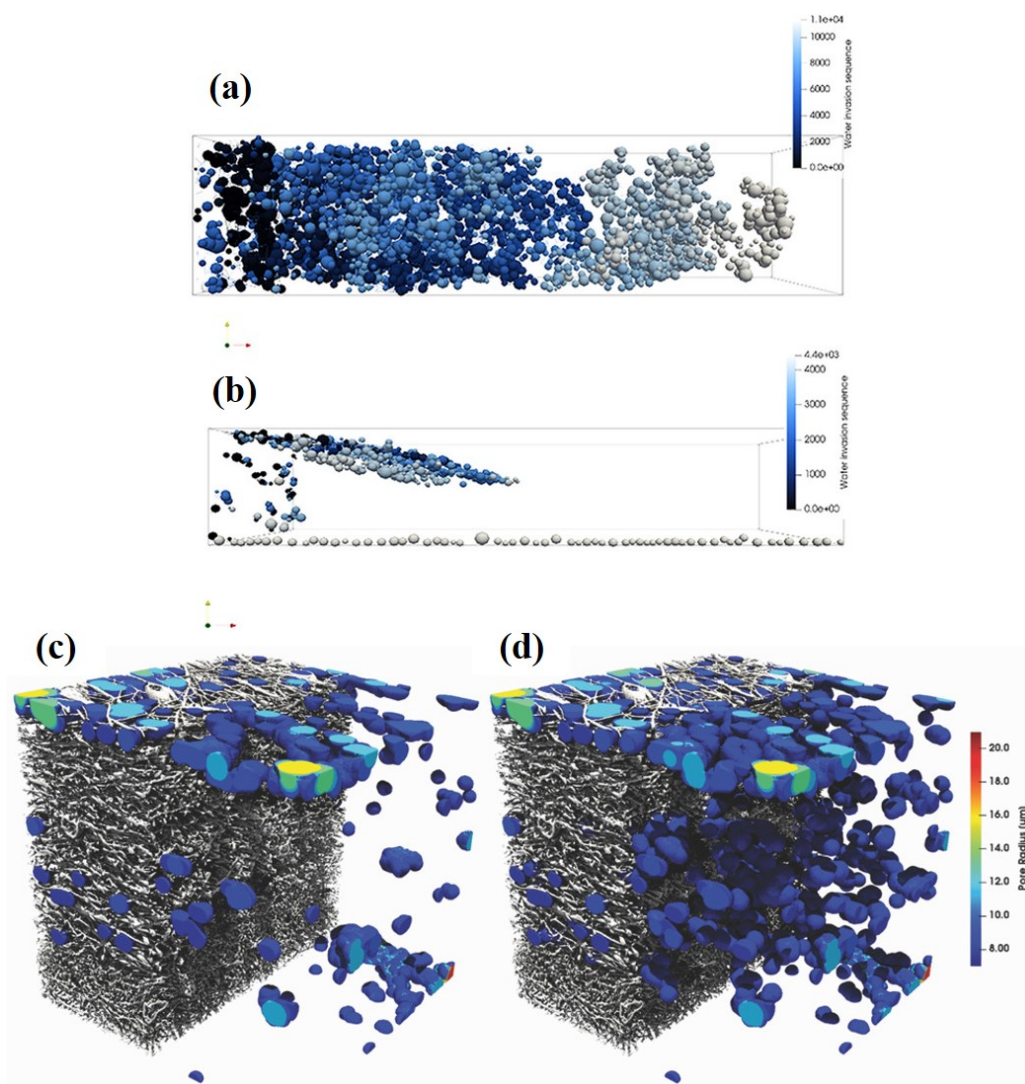 (a)
1.1e+04
10000
8000
6000
4000
2000
0.0e+00
Water invasion sequence
(b)
4.4e+03
4000
3000
2000
1000
0.0e+00
Water invasion sequence
(c)
(d)
20.0
18.0
16.0
14.0
12.0
10.0
8.00
Pore Radius (um)